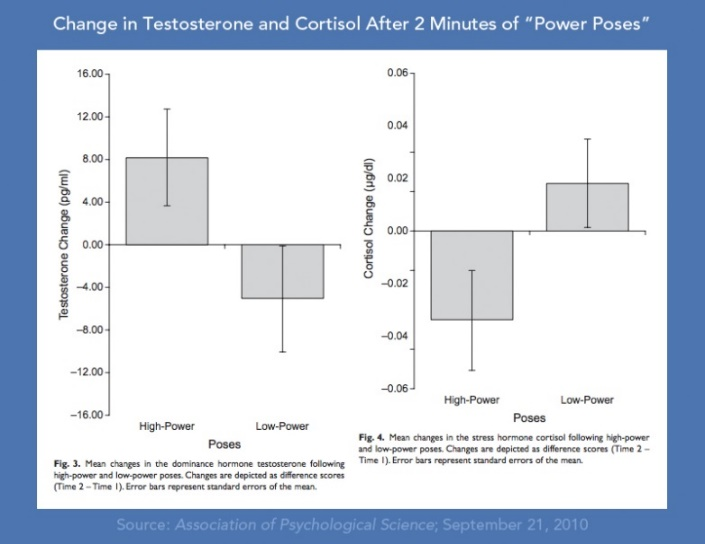 Change in Testosterone and Cortisol After 2 Minutes of “Power Poses”
16.00
12.00
8.00
4.00
0.00
−4.00
−8.00
−12.00
−16.00
Testosterone Change (pg/ml)
High-Power
Low-Power
Poses
Fig. 3. Mean changes in the dominance hormone testosterone following
high-power and low-power poses. Changes are depicted as difference scores
(Time 2 – Time 1). Error bars represent standard errors of the mean.
0.06
0.04
0.02
0.00
−0.02
−0.04
−0.06
Cortisol Change (µg/dl)
High-Power
Low-Power
Poses
Fig. 4. Mean changes in the stress hormone cortisol following high-power
and low-power poses. Changes are depicted as difference scores (Time 2 –
Time 1). Error bars represent standard errors of the mean.
Source: Association of Psychological Science; September 21, 2010